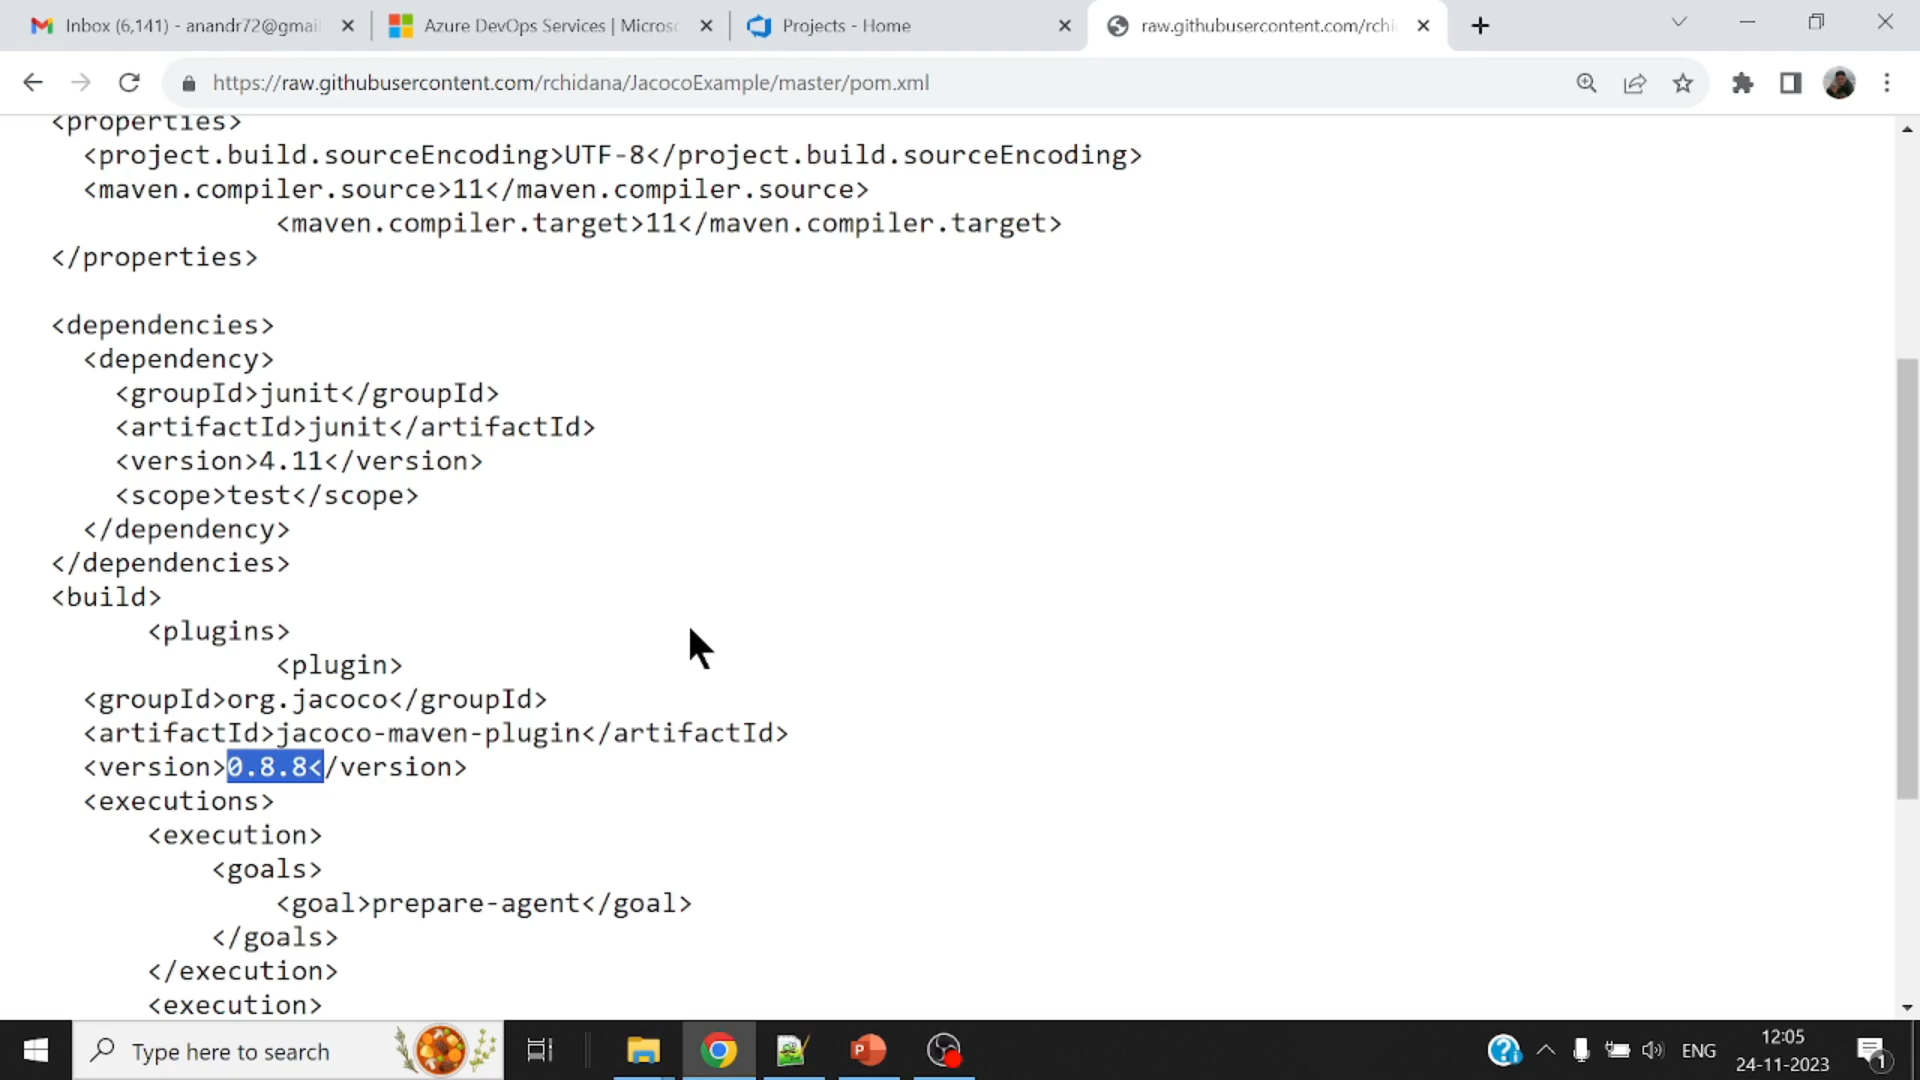 Inbox (6,141) - anandr72@gmail
Azure DevOps Services | Microso
Projects - Home
raw.githubusercontent.com/rchi
https://raw.githubusercontent.com/rchidana/JacocoExample/master/pom.xml
<properties>
<project.build.sourceEncoding>UTF-8</project.build.sourceEncoding>
<maven.compiler.source>11</maven.compiler.source>
<maven.compiler.target>11</maven.compiler.target>
</properties>
<dependencies>
<dependency>
<groupId>junit</groupId>
<artifactId>junit</artifactId>
<version>4.11</version>
<scope>test</scope>
</dependency>
</dependencies>
<build>
<plugins>
<plugin>
<groupId>org.jacoco</groupId>
<artifactId>jacoco-maven-plugin</artifactId>
<version>0.8.8</version>
<executions>
<execution>
<goals>
<goal>prepare-agent</goal>
</goals>
</execution>
<execution>
Type here to search
ENG
12:05
24-11-2023
1